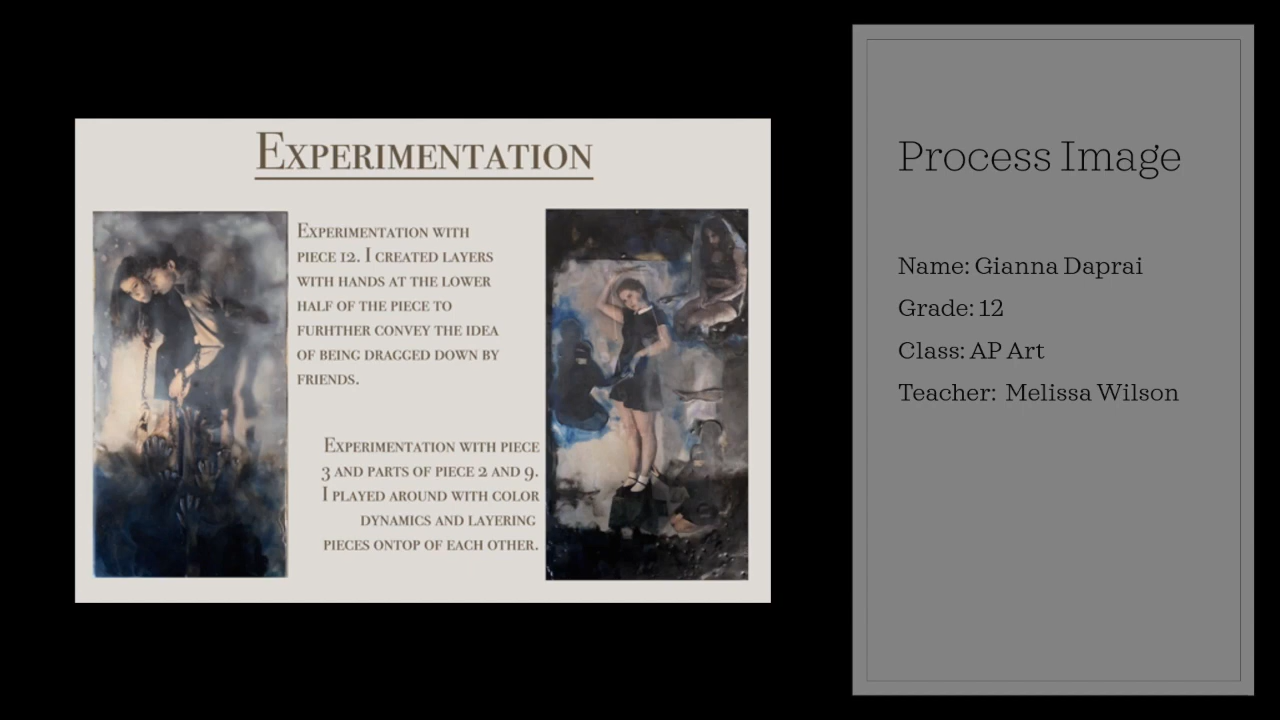 Experimentation
Experimentation with
piece 12. I created layers
with hands at the lower
half of the piece to
furhther convey the idea
of being dragged down by
friends.
Experimentation with piece
3 and parts of piece 2 and 9.
I played around with color
dynamics and layering
pieces ontop of each other.
Process Image
Name: Gianna Daprai
Grade: 12
Class: AP Art
Teacher:  Melissa Wilson